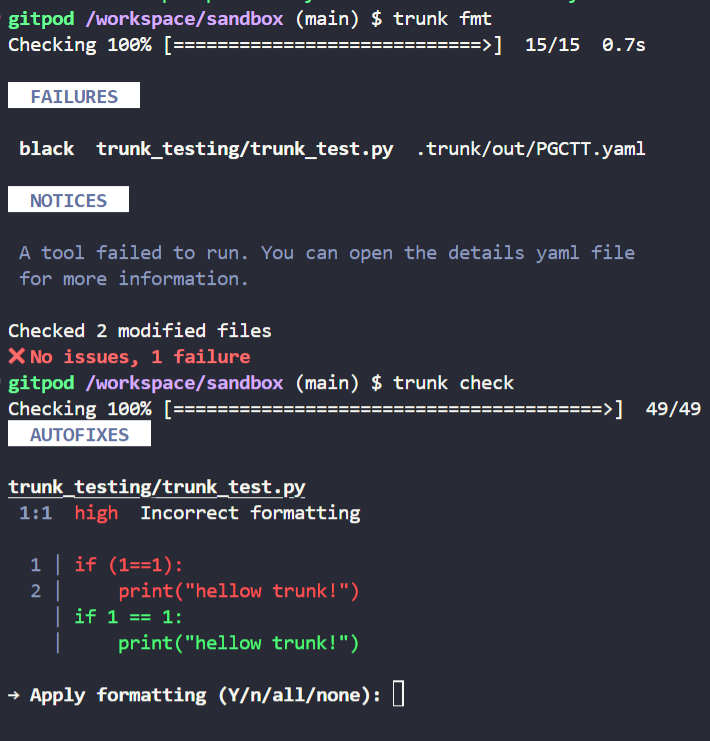 gitpod /workspace/sandbox (main) $ trunk fmt
Checking 100% [============================>]  15/15  0.7s
FAILURES
black  trunk_testing/trunk_test.py  .trunk/out/PGCTT.yaml
NOTICES
A tool failed to run. You can open the details yaml file
for more information.
Checked 2 modified files
❌ No issues, 1 failure
gitpod /workspace/sandbox (main) $ trunk check
Checking 100% [=======================================>]  49/49
AUTOFIXES
trunk_testing/trunk_test.py
1:1  high  Incorrect formatting
1 | if (1==1):
2 |     print("hellow trunk!")
| if 1 == 1:
|     print("hellow trunk!")
→ Apply formatting (Y/n/all/none):